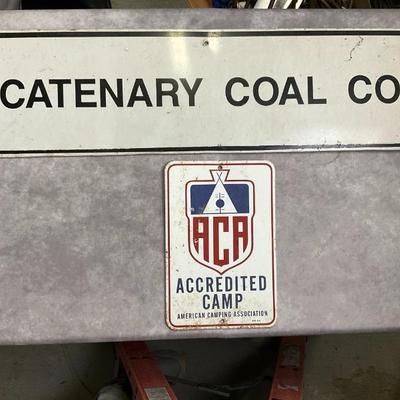 CATENARY COAL CO
ACA
ACCREDITED
CAMP
AMERICAN CAMPING ASSOCIATION